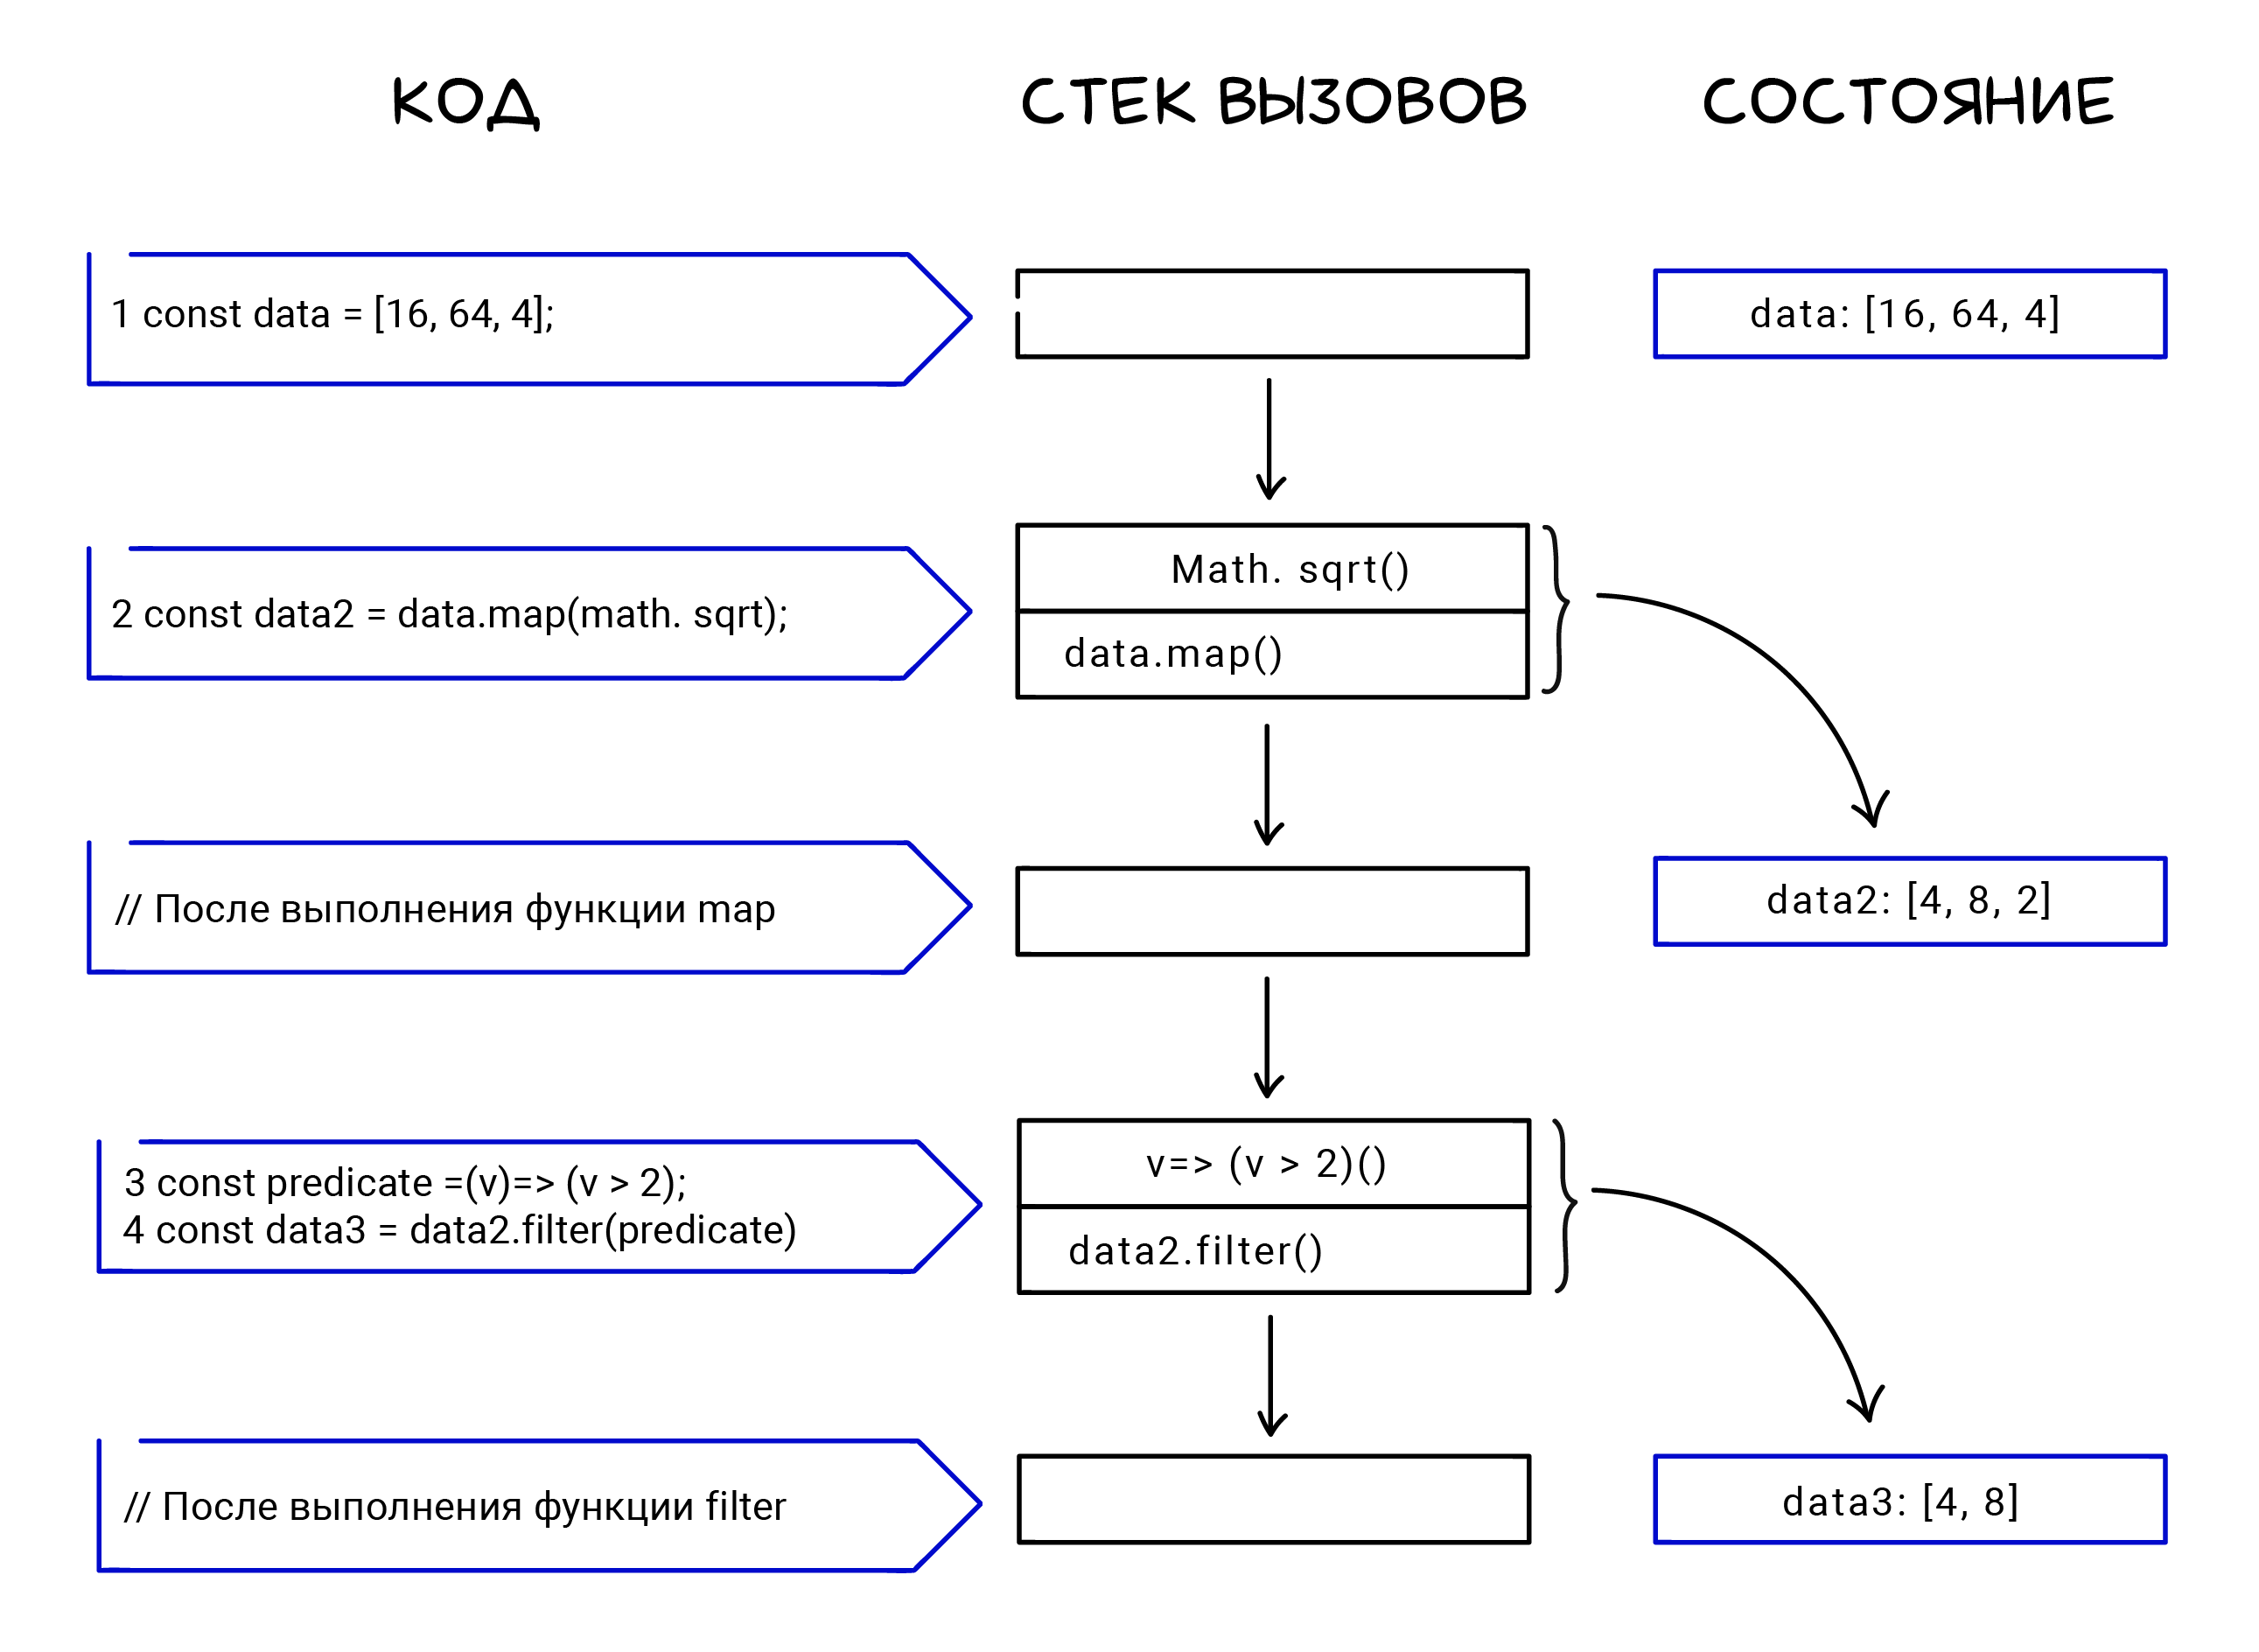 КОД
СТЕК ВЫЗОВОВ
СОСТОЯНИЕ
1 const data = [16, 64, 4];
data: [16, 64, 4]
2 const data2 = data.map(math. sqrt);
Math. sqrt()
data.map()
// После выполнения функции map
data2: [4, 8, 2]
3 const predicate =(v)=> (v > 2);
4 const data3 = data2.filter(predicate)
v=> (v > 2)()
data2.filter()
// После выполнения функции filter
data3: [4, 8]